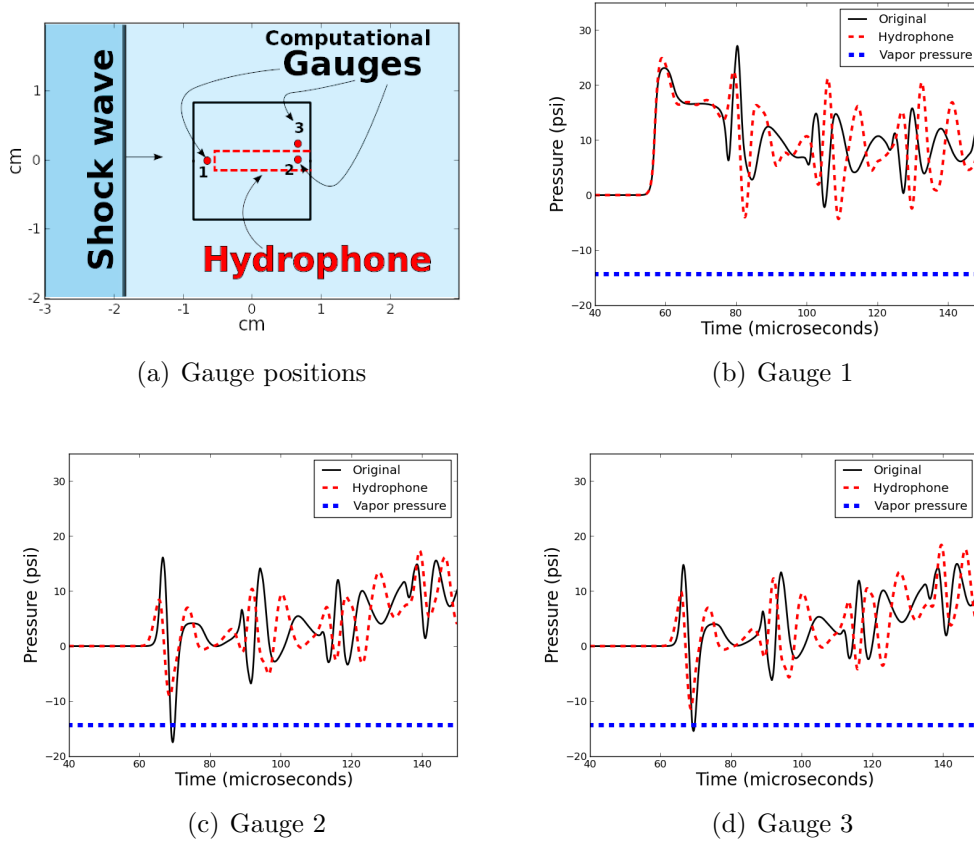 Shock wave
Computational
Gauges
1
2
3
Hydrophone
cm
1
0
-1
-2
-3
-2
-1
0
1
2
cm
(a) Gauge positions
Original
Hydrophone
Vapor pressure
Pressure (psi)
30
20
10
0
−10
−20
40
60
80
100
120
140
Time (microseconds)
(b) Gauge 1
Original
Hydrophone
Vapor pressure
Pressure (psi)
30
20
10
0
−10
−20
40
60
80
100
120
140
Time (microseconds)
(c) Gauge 2
Original
Hydrophone
Vapor pressure
Pressure (psi)
30
20
10
0
−10
−20
40
60
80
100
120
140
Time (microseconds)
(d) Gauge 3